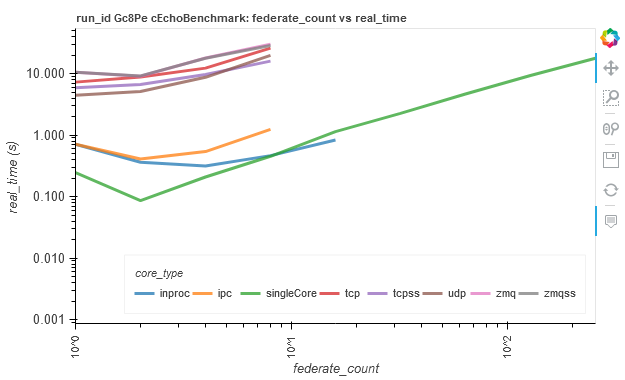 run_id Gc8Pe cEchoBenchmark: federate_count vs real_time
10.000
1.000
0.100
0.010
0.001
real_time (s)
core_type
inproc ipc singleCore tcp tcpss udp zmq zmqss
10^0 10^1 10^2
federate_count